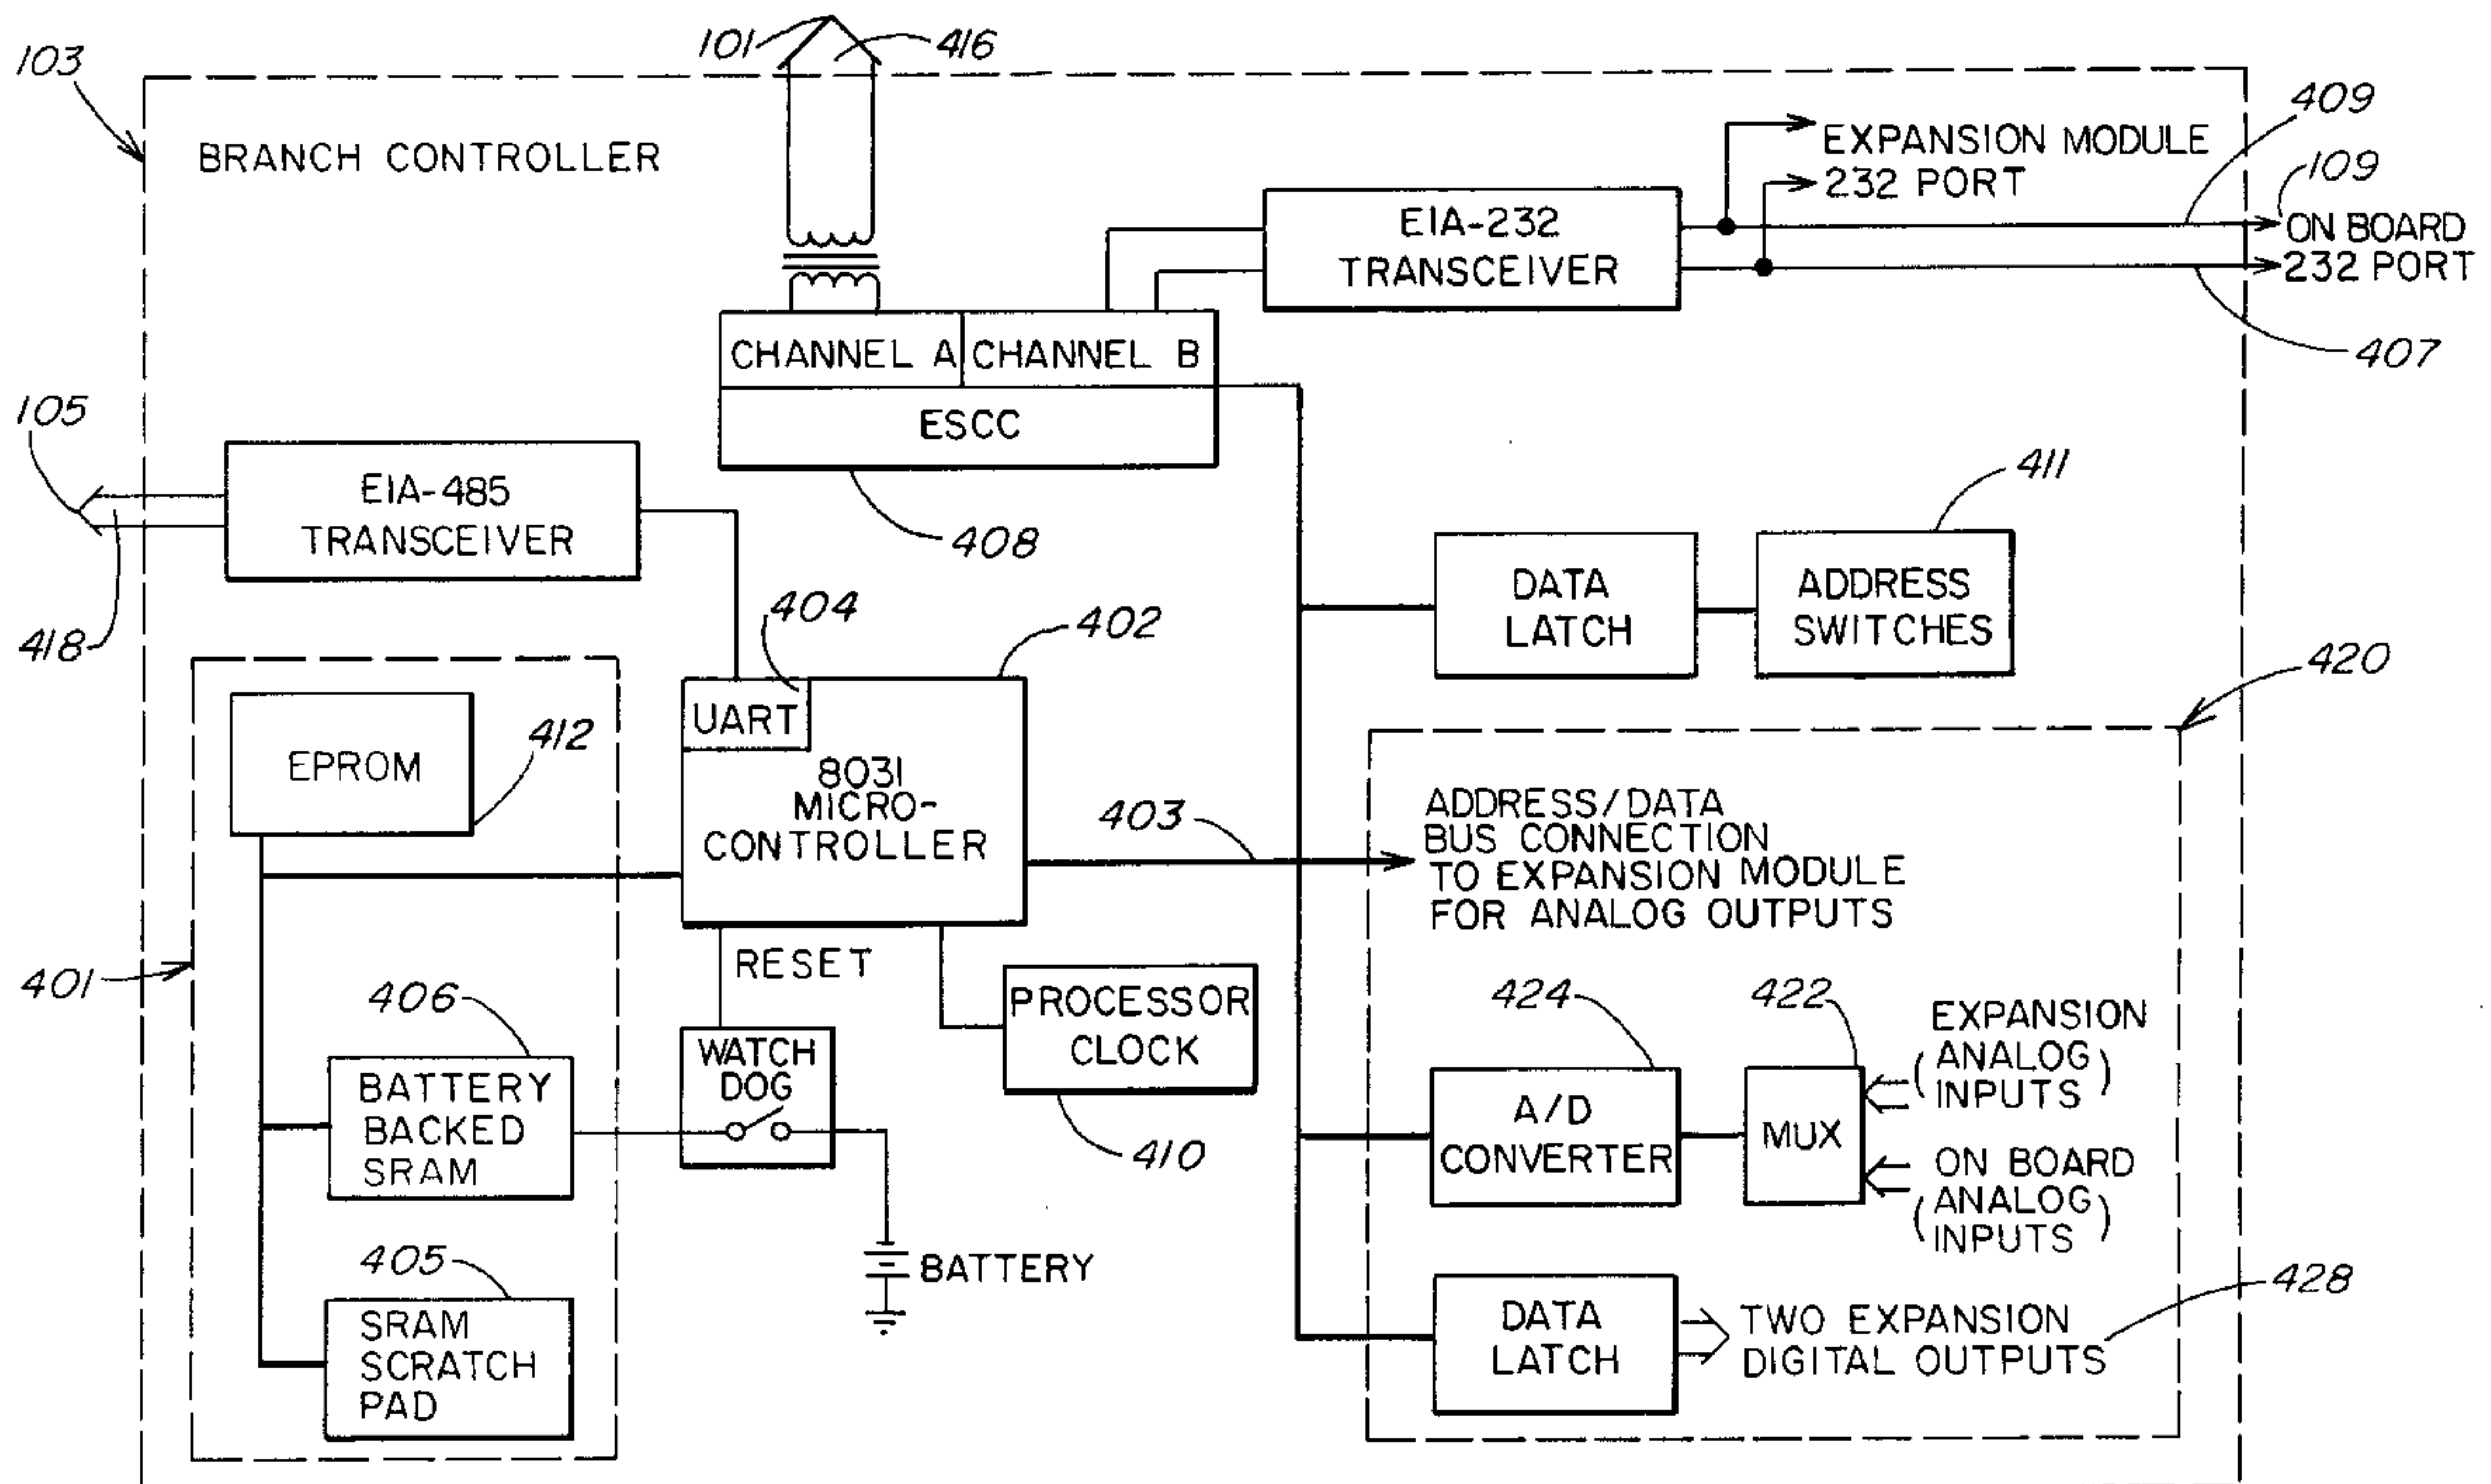 101
416
103
409
EXPANSION MODULE
232 PORT
109
BRANCH CONTROLLER
EIA-232
TRANSCEIVER
ON BOARD
232 PORT
407
CHANNEL A
CHANNEL B
ESCC
408
105
EIA-485
TRANSCEIVER
418
411
DATA
LATCH
ADDRESS
SWITCHES
404
402
420
UART
8031
MICRO-
CONTROLLER
EPROM
412
403
ADDRESS/DATA
BUS CONNECTION
TO EXPANSION MODULE
FOR ANALOG OUTPUTS
401
RESET
PROCESSOR
CLOCK
410
406
WATCH
DOG
BATTERY
BACKED
SRAM
424
422
EXPANSION
(ANALOG)
INPUTS
A/D
CONVERTER
MUX
ON BOARD
(ANALOG)
INPUTS
405
SRAM
SCRATCH
PAD
BATTERY
428
DATA
LATCH
TWO EXPANSION
DIGITAL OUTPUTS